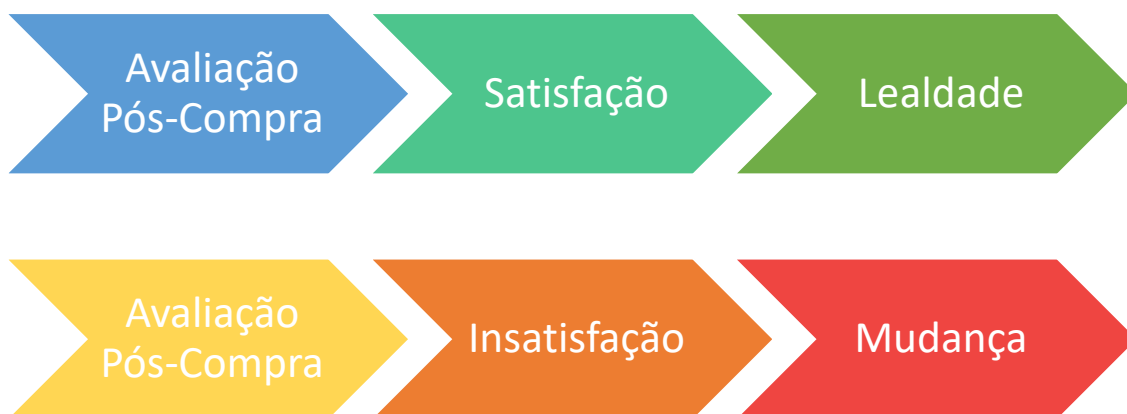 Avaliação
Pós-Compra
Satisfação
Lealdade
Avaliação
Pós-Compra
Insatisfação
Mudança